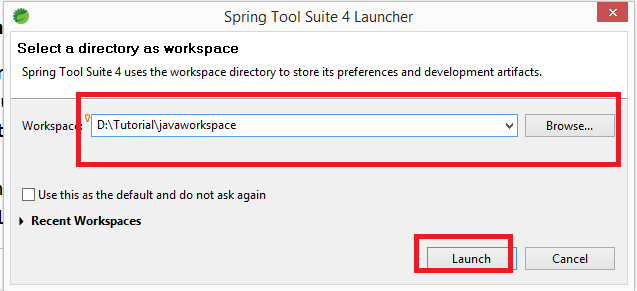 Spring Tool Suite 4 Launcher
Select a directory as workspace
Spring Tool Suite 4 uses the workspace directory to store its preferences and development artifacts.
Workspace: D:\Tutorial\javaworkspace Browse...
Use this as the default and do not ask again
Recent Workspaces
Launch Cancel